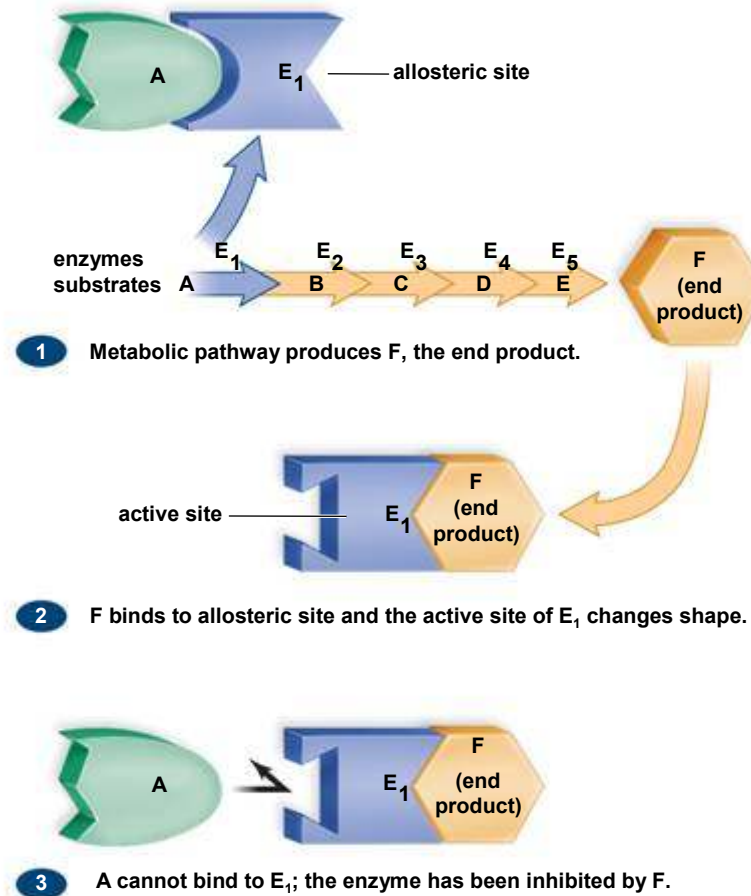 A
E1
allosteric site
E1 E2 E3 E4 E5
enzymes
substrates A B C D E
F
(end
product)
1 Metabolic pathway produces F, the end product.
active site
E1
F
(end
product)
2 F binds to allosteric site and the active site of E1 changes shape.
A
E1
F
(end
product)
3 A cannot bind to E1; the enzyme has been inhibited by F.